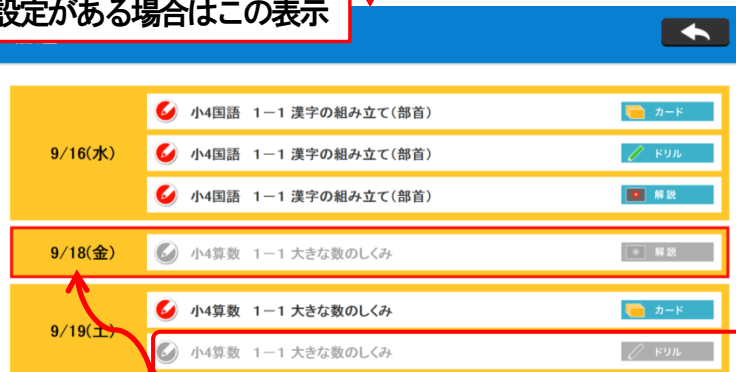 設定がある場合はこの表示
9/16(水)
小4国語 1－1 漢字の組み立て(部首) カード
小4国語 1－1 漢字の組み立て(部首) ドリル
小4国語 1－1 漢字の組み立て(部首) 解説
9/18(金) 小4算数 1－1 大きな数のしくみ 解説
9/19(土)
小4算数 1－1 大きな数のしくみ カード
小4算数 1－1 大きな数のしくみ ドリル